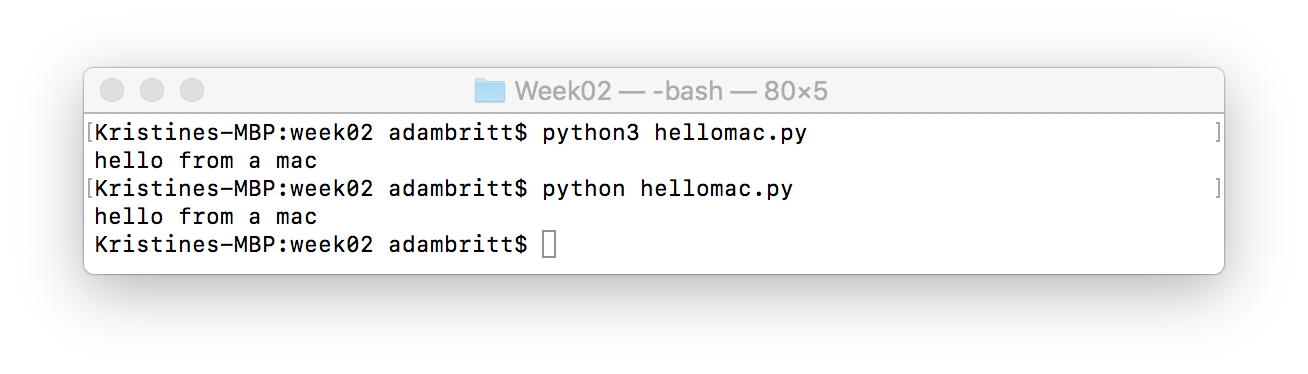 Week02 — -bash — 80×5
[Kristines-MBP:week02 adambritt$ python3 hellomac.py ]
hello from a mac
[Kristines-MBP:week02 adambritt$ python hellomac.py ]
hello from a mac
Kristines-MBP:week02 adambritt$